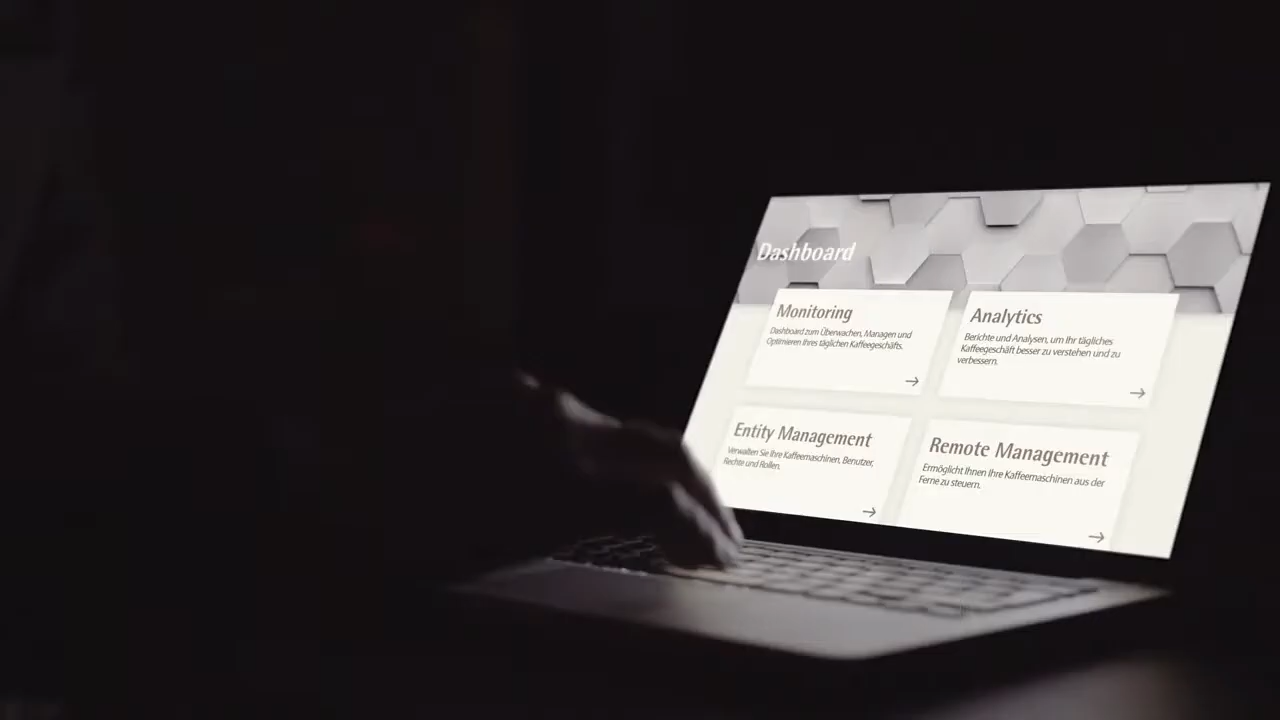 Dashboard
Monitoring
Dashboard zum Überwachen, Managen und
Optimieren Ihres täglichen Kaffeegeschäfts.
Analytics
Berichte und Analysen, um Ihr tägliches
Kaffeegeschäft besser zu verstehen und zu
verbessern.
Entity Management
Verwalten Sie Ihre Kaffeemaschinen, Benutzer,
Rechte und Rollen.
Remote Management
Ermöglicht Ihnen Ihre Kaffeemaschinen aus der
Ferne zu steuern.